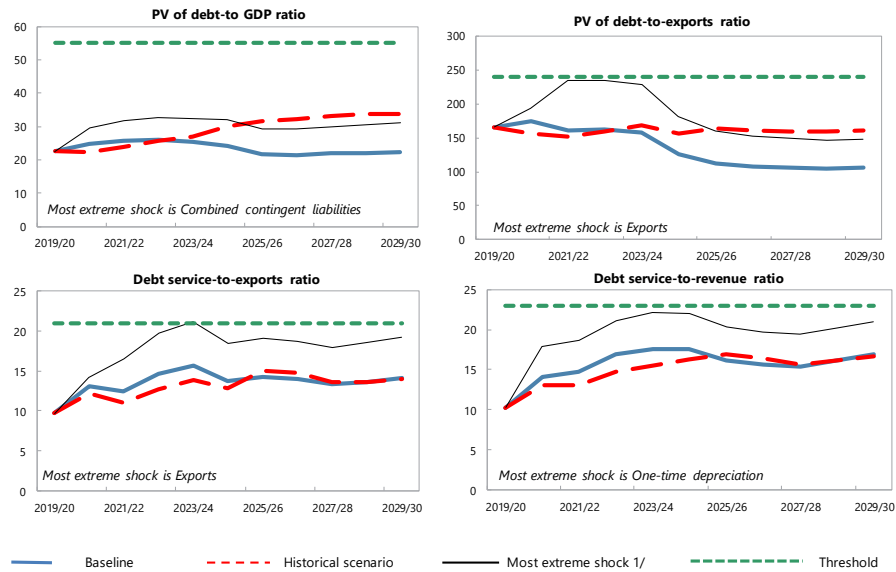 PV of debt-to GDP ratio
60
50
40
30
20
10
0
Most extreme shock is Combined contingent liabilities
2019/20 2021/22 2023/24 2025/26 2027/28 2029/30
PV of debt-to-exports ratio
300
250
200
150
100
50
0
Most extreme shock is Exports
2019/20 2021/22 2023/24 2025/26 2027/28 2029/30
Debt service-to-exports ratio
25
20
15
10
5
0
Most extreme shock is Exports
2019/20 2021/22 2023/24 2025/26 2027/28 2029/30
Debt service-to-revenue ratio
25
20
15
10
5
0
Most extreme shock is One-time depreciation
2019/20 2021/22 2023/24 2025/26 2027/28 2029/30
Baseline Historical scenario Most extreme shock 1/ Threshold